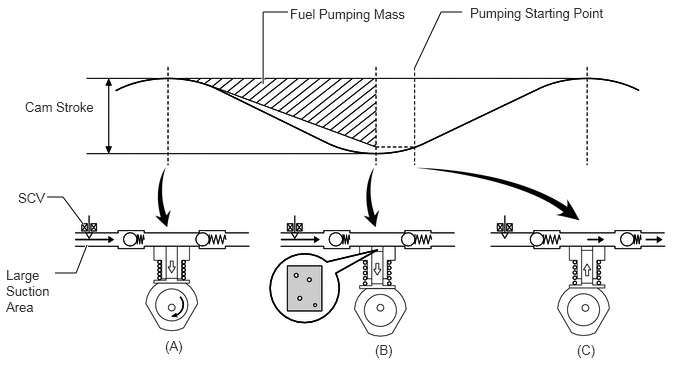 Fuel Pumping Mass
Pumping Starting Point
Cam Stroke
SCV
Large
Suction
Area
(A)
(B)
(C)